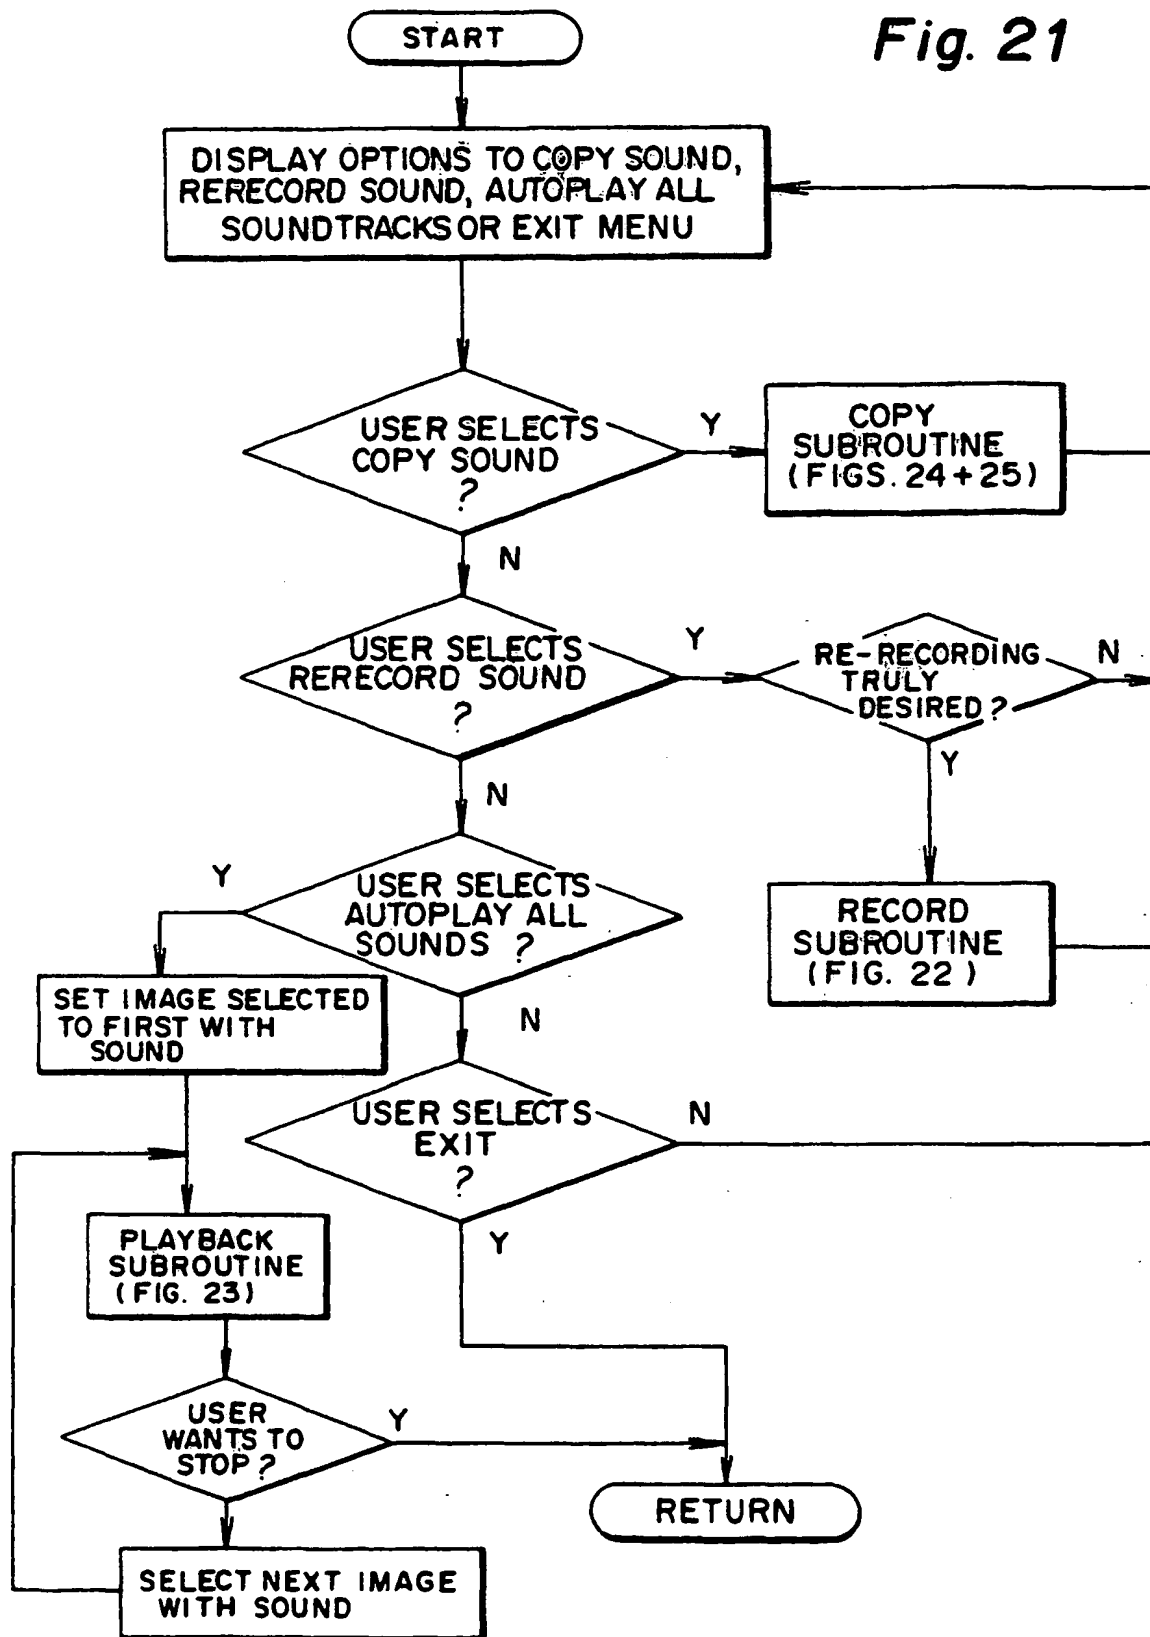 Fig. 21
START
DISPLAY OPTIONS TO COPY SOUND,
RERECORD SOUND, AUTOPLAY ALL
SOUNDTRACKS OR EXIT MENU
USER SELECTS
COPY SOUND
?
Y
COPY
SUBROUTINE
(FIGS. 24+25)
N
USER SELECTS
RERECORD SOUND
?
Y
RE-RECORDING
TRULY
DESIRED?
N
Y
N
RECORD
SUBROUTINE
(FIG. 22)
USER SELECTS
AUTOPLAY ALL
SOUNDS ?
Y
SET IMAGE SELECTED
TO FIRST WITH
SOUND
N
USER SELECTS
EXIT
?
N
Y
PLAYBACK
SUBROUTINE
(FIG. 23)
USER
WANTS TO
STOP?
Y
RETURN
SELECT NEXT IMAGE
WITH SOUND